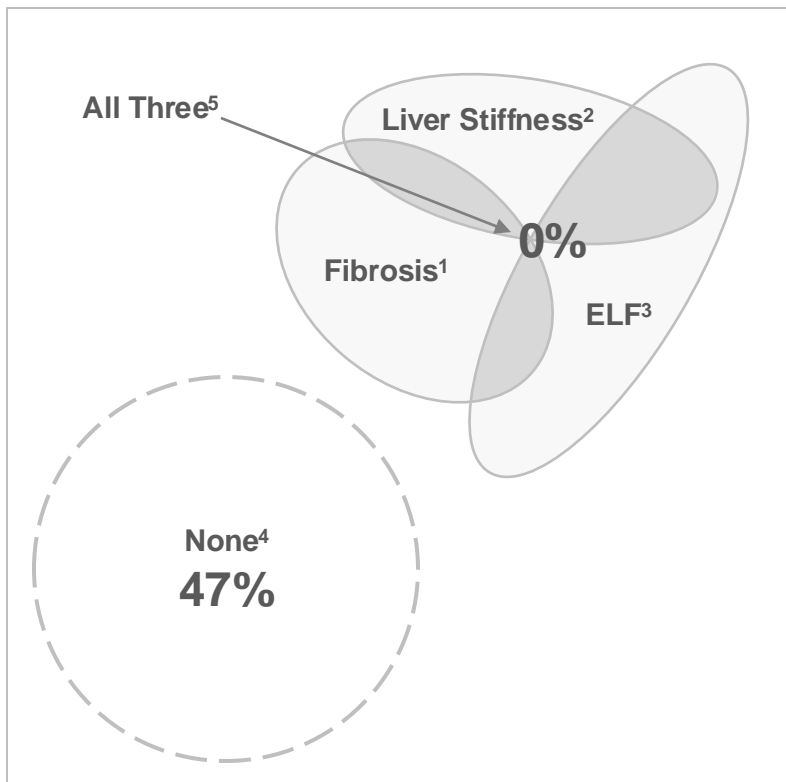 All Three⁵
Liver Stiffness²
0%
Fibrosis¹
ELF³
None⁴
47%